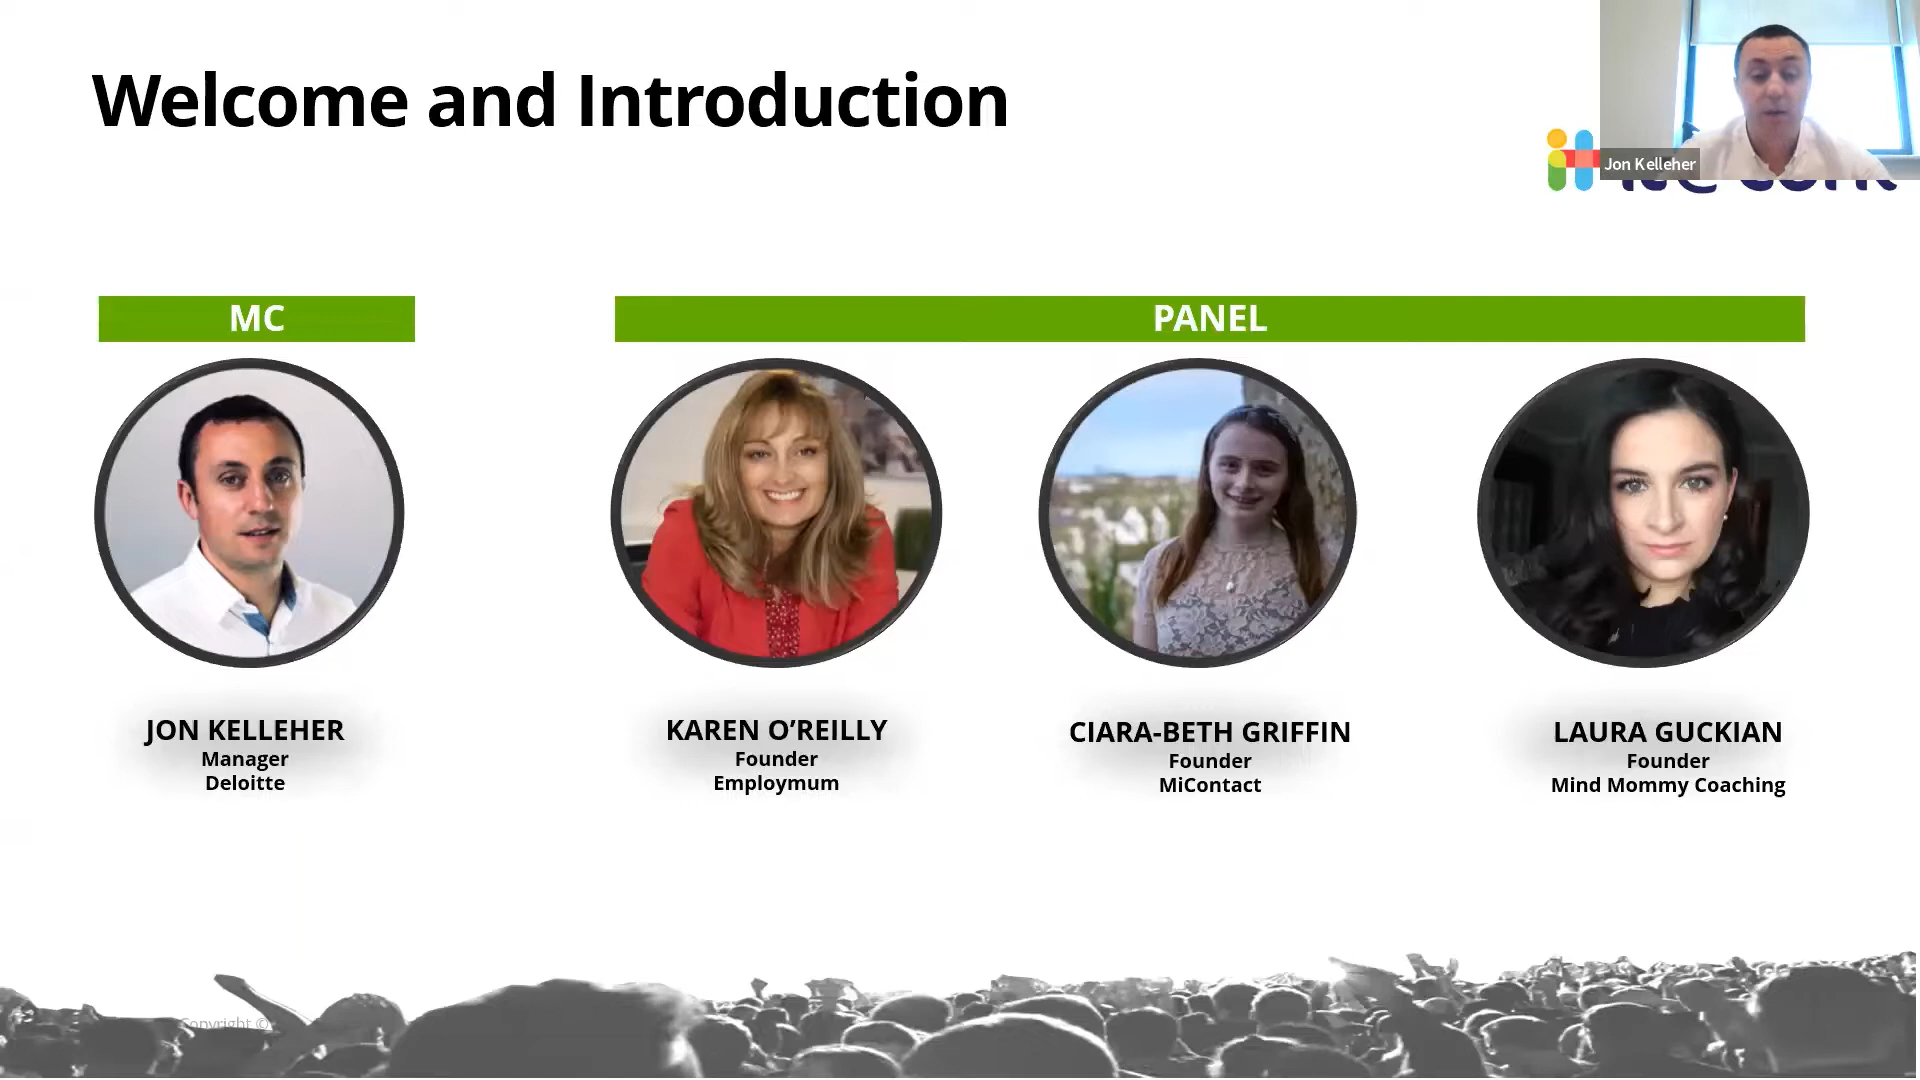 Welcome and Introduction
Jon Kelleher
MC
PANEL
JON KELLEHER
Manager
Deloitte
KAREN O’REILLY
Founder
Employmum
CIARA-BETH GRIFFIN
Founder
MiContact
LAURA GUCKIAN
Founder
Mind Mommy Coaching
Copyright ©